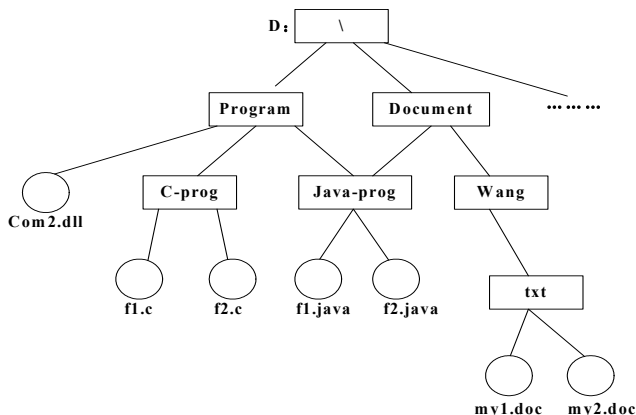 D： \
Program Document ………
C-prog Java-prog Wang
Com2.dll
txt
f1.c f2.c f1.java f2.java
my1.doc my2.doc